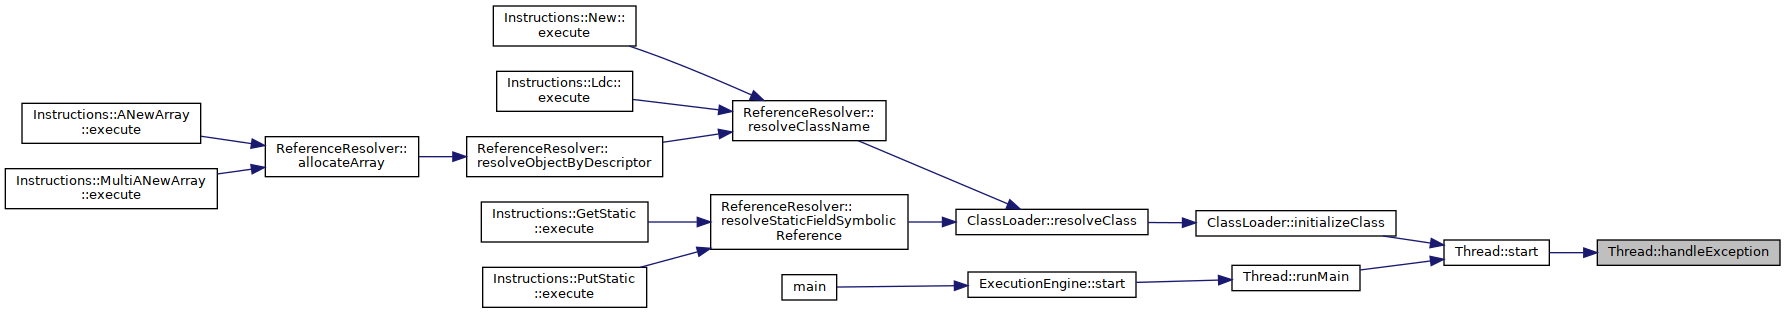 Instructions::New::
execute
Instructions::Ldc::
execute
Instructions::ANewArray
::execute
Instructions::MultiANewArray
::execute
ReferenceResolver::
allocateArray
ReferenceResolver::
resolveObjectByDescriptor
ReferenceResolver::
resolveClassName
Instructions::GetStatic
::execute
Instructions::PutStatic
::execute
ReferenceResolver::
resolveStaticFieldSymbolic
Reference
ClassLoader::resolveClass
ClassLoader::initializeClass
main
ExecutionEngine::start
Thread::runMain
Thread::start
Thread::handleException